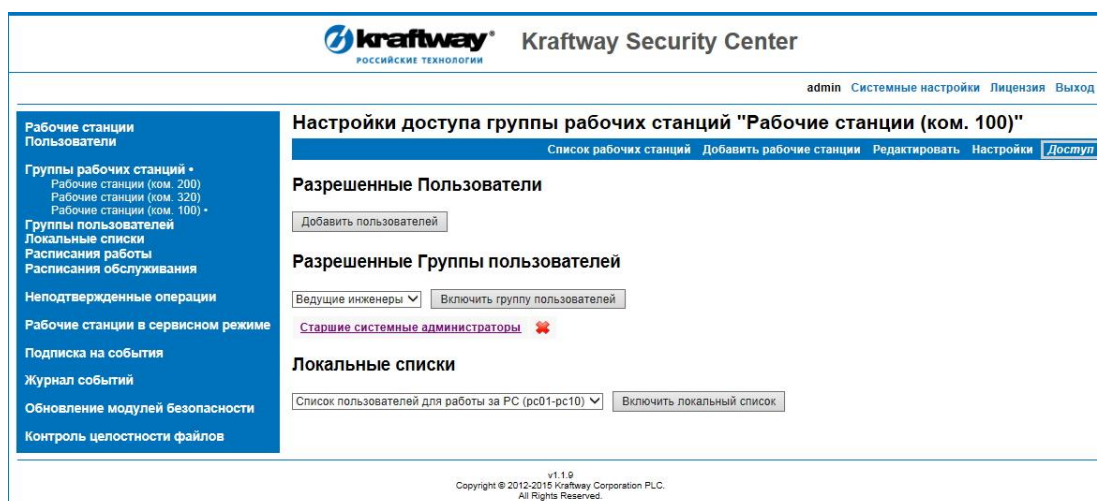 kraftway®
РОССИЙСКИЕ ТЕХНОЛОГИИ
Kraftway Security Center
admin Системные настройки Лицензия Выход
Рабочие станции
Пользователи
Группы рабочих станций •
Рабочие станции (ком. 200)
Рабочие станции (ком. 320)
Рабочие станции (ком. 100) •
Группы пользователей
Локальные списки
Расписания работы
Расписания обслуживания
Неподтвержденные операции
Рабочие станции в сервисном режиме
Подписка на события
Журнал событий
Обновление модулей безопасности
Контроль целостности файлов
Настройки доступа группы рабочих станций "Рабочие станции (ком. 100)"
Список рабочих станций Добавить рабочие станции Редактировать Настройки Доступ
Разрешенные Пользователи
Добавить пользователей
Разрешенные Группы пользователей
Ведущие инженеры Включить группу пользователей
Старшие системные администраторы
Локальные списки
Список пользователей для работы за PC (pc01-pc10) Включить локальный список
v1.1.9
Copyright © 2012-2015 Kraftway Corporation PLC.
All Rights Reserved.